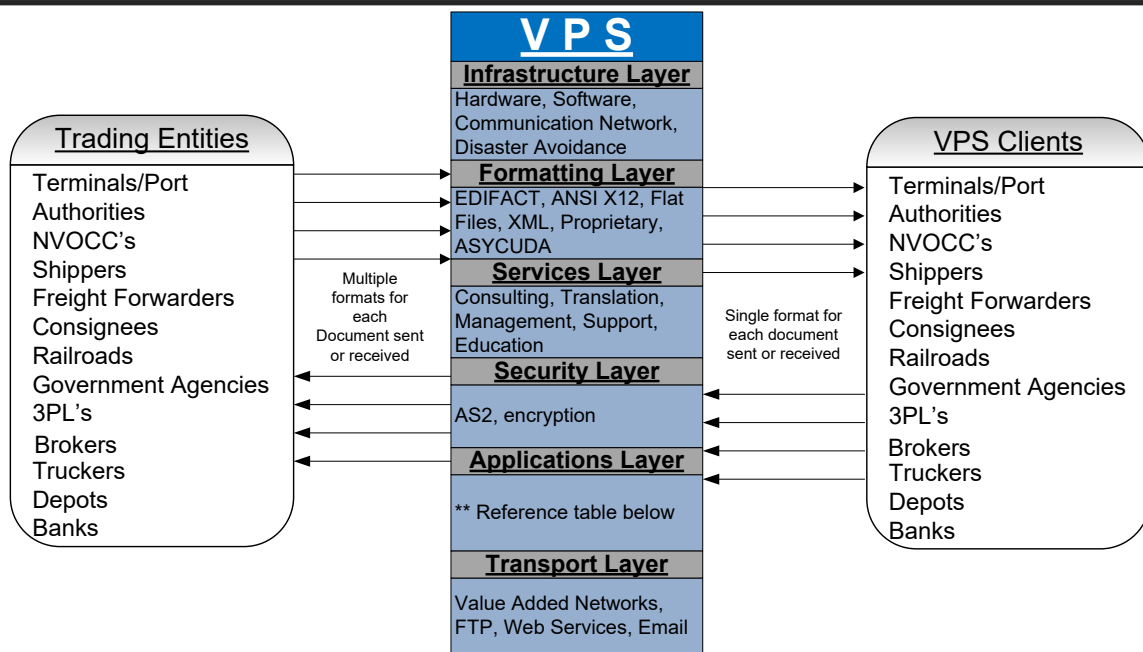 Trading Entities
Terminals/Port
Authorities
NVOCC's
Shippers
Freight Forwarders
Consignees
Railroads
Government Agencies
3PL's
Brokers
Truckers
Depots
Banks
Multiple
formats for
each
Document sent
or received
V P S
Infrastructure Layer
Hardware, Software,
Communication Network,
Disaster Avoidance
Formatting Layer
EDIFACT, ANSI X12, Flat
Files, XML, Proprietary,
ASYCUDA
Services Layer
Consulting, Translation,
Management, Support,
Education
Security Layer
AS2, encryption
Applications Layer
** Reference table below
Transport Layer
Value Added Networks,
FTP, Web Services, Email
Single format for
each document
sent or received
VPS Clients
Terminals/Port
Authorities
NVOCC's
Shippers
Freight Forwarders
Consignees
Railroads
Government Agencies
3PL's
Brokers
Truckers
Depots
Banks